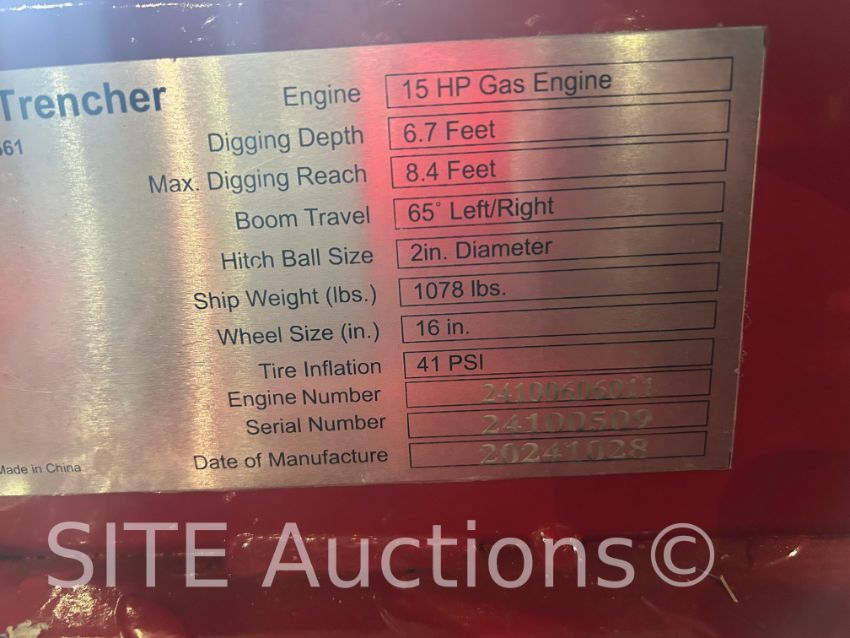 Trencher
661
Engine 15 HP Gas Engine
Digging Depth 6.7 Feet
Max. Digging Reach 8.4 Feet
Boom Travel 65° Left/Right
Hitch Ball Size 2in. Diameter
Ship Weight (lbs.) 1078 lbs.
Wheel Size (in.) 16 in.
Tire Inflation 41 PSI
Engine Number 24100606011
Serial Number 24100509
Date of Manufacture 20241028
Made in China
SITE Auctions©